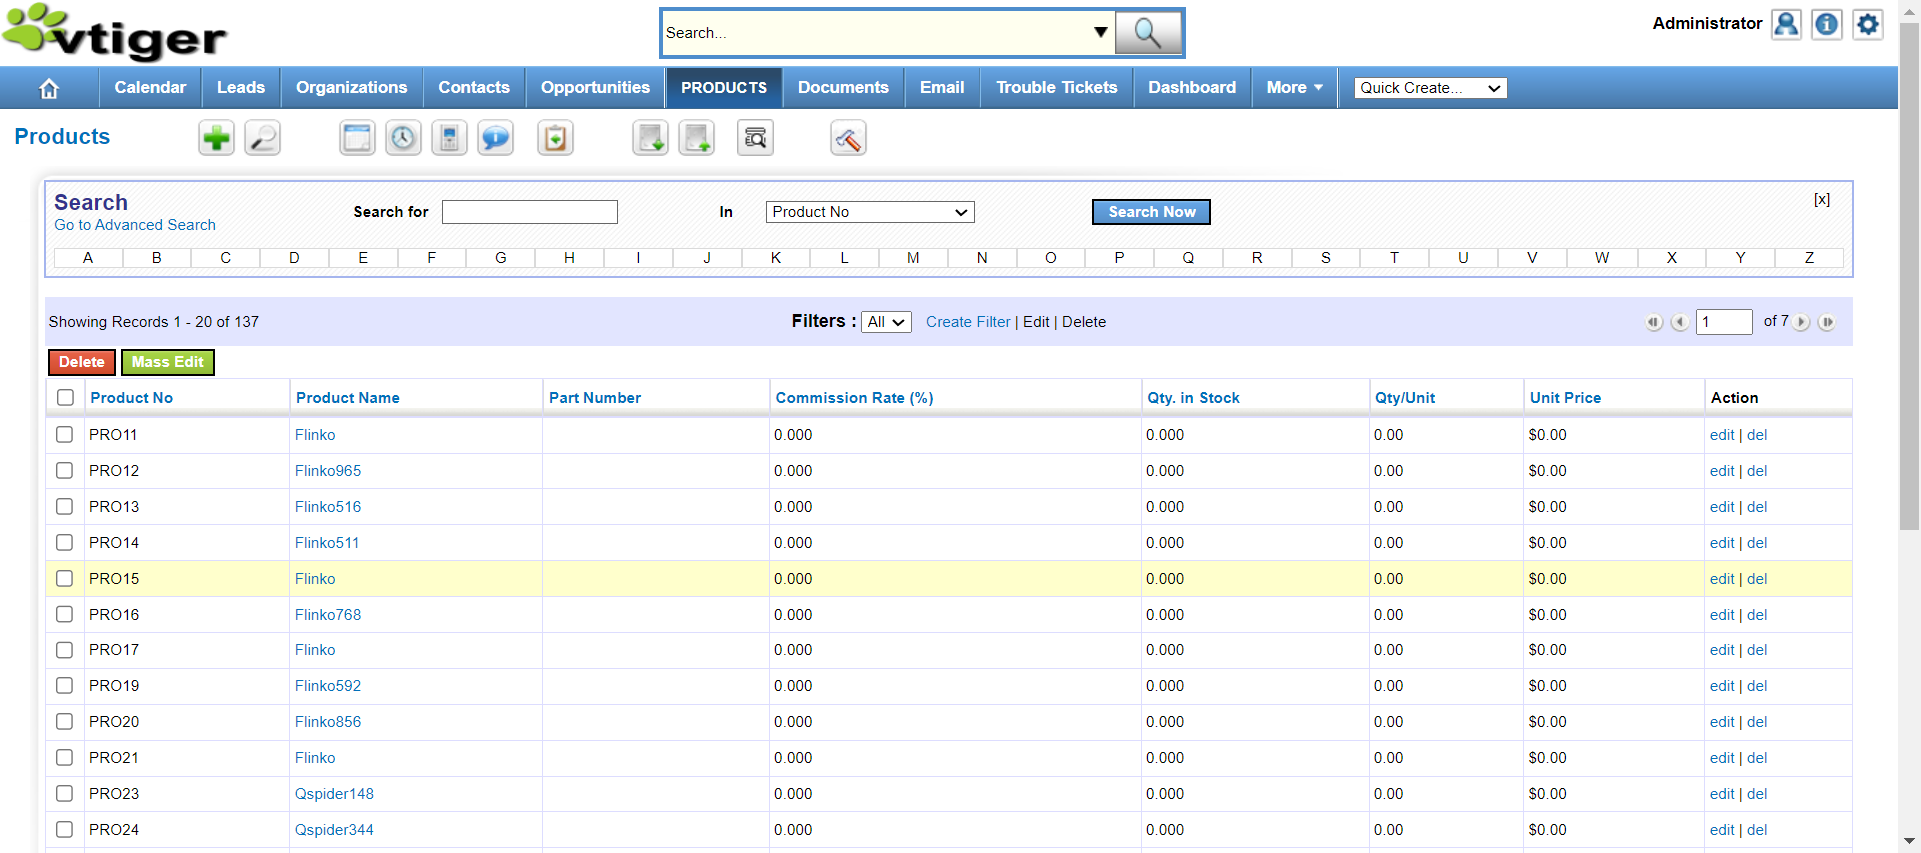 vtiger
Search...
Administrator
Calendar Leads Organizations Contacts Opportunities PRODUCTS Documents Email Trouble Tickets Dashboard More Quick Create...
Products
Search
Go to Advanced Search
Search for In Product No Search Now [x]
A B C D E F G H I J K L M N O P Q R S T U V W X Y Z
Showing Records 1 - 20 of 137 Filters : All Create Filter | Edit | Delete 1 of 7
Delete Mass Edit
Product No Product Name Part Number Commission Rate (%) Qty. in Stock Qty/Unit Unit Price Action
PRO11 Flinko 0.000 0.000 0.00 $0.00 edit | del
PRO12 Flinko965 0.000 0.000 0.00 $0.00 edit | del
PRO13 Flinko516 0.000 0.000 0.00 $0.00 edit | del
PRO14 Flinko511 0.000 0.000 0.00 $0.00 edit | del
PRO15 Flinko 0.000 0.000 0.00 $0.00 edit | del
PRO16 Flinko768 0.000 0.000 0.00 $0.00 edit | del
PRO17 Flinko 0.000 0.000 0.00 $0.00 edit | del
PRO19 Flinko592 0.000 0.000 0.00 $0.00 edit | del
PRO20 Flinko856 0.000 0.000 0.00 $0.00 edit | del
PRO21 Flinko 0.000 0.000 0.00 $0.00 edit | del
PRO23 Qspider148 0.000 0.000 0.00 $0.00 edit | del
PRO24 Qspider344 0.000 0.000 0.00 $0.00 edit | del